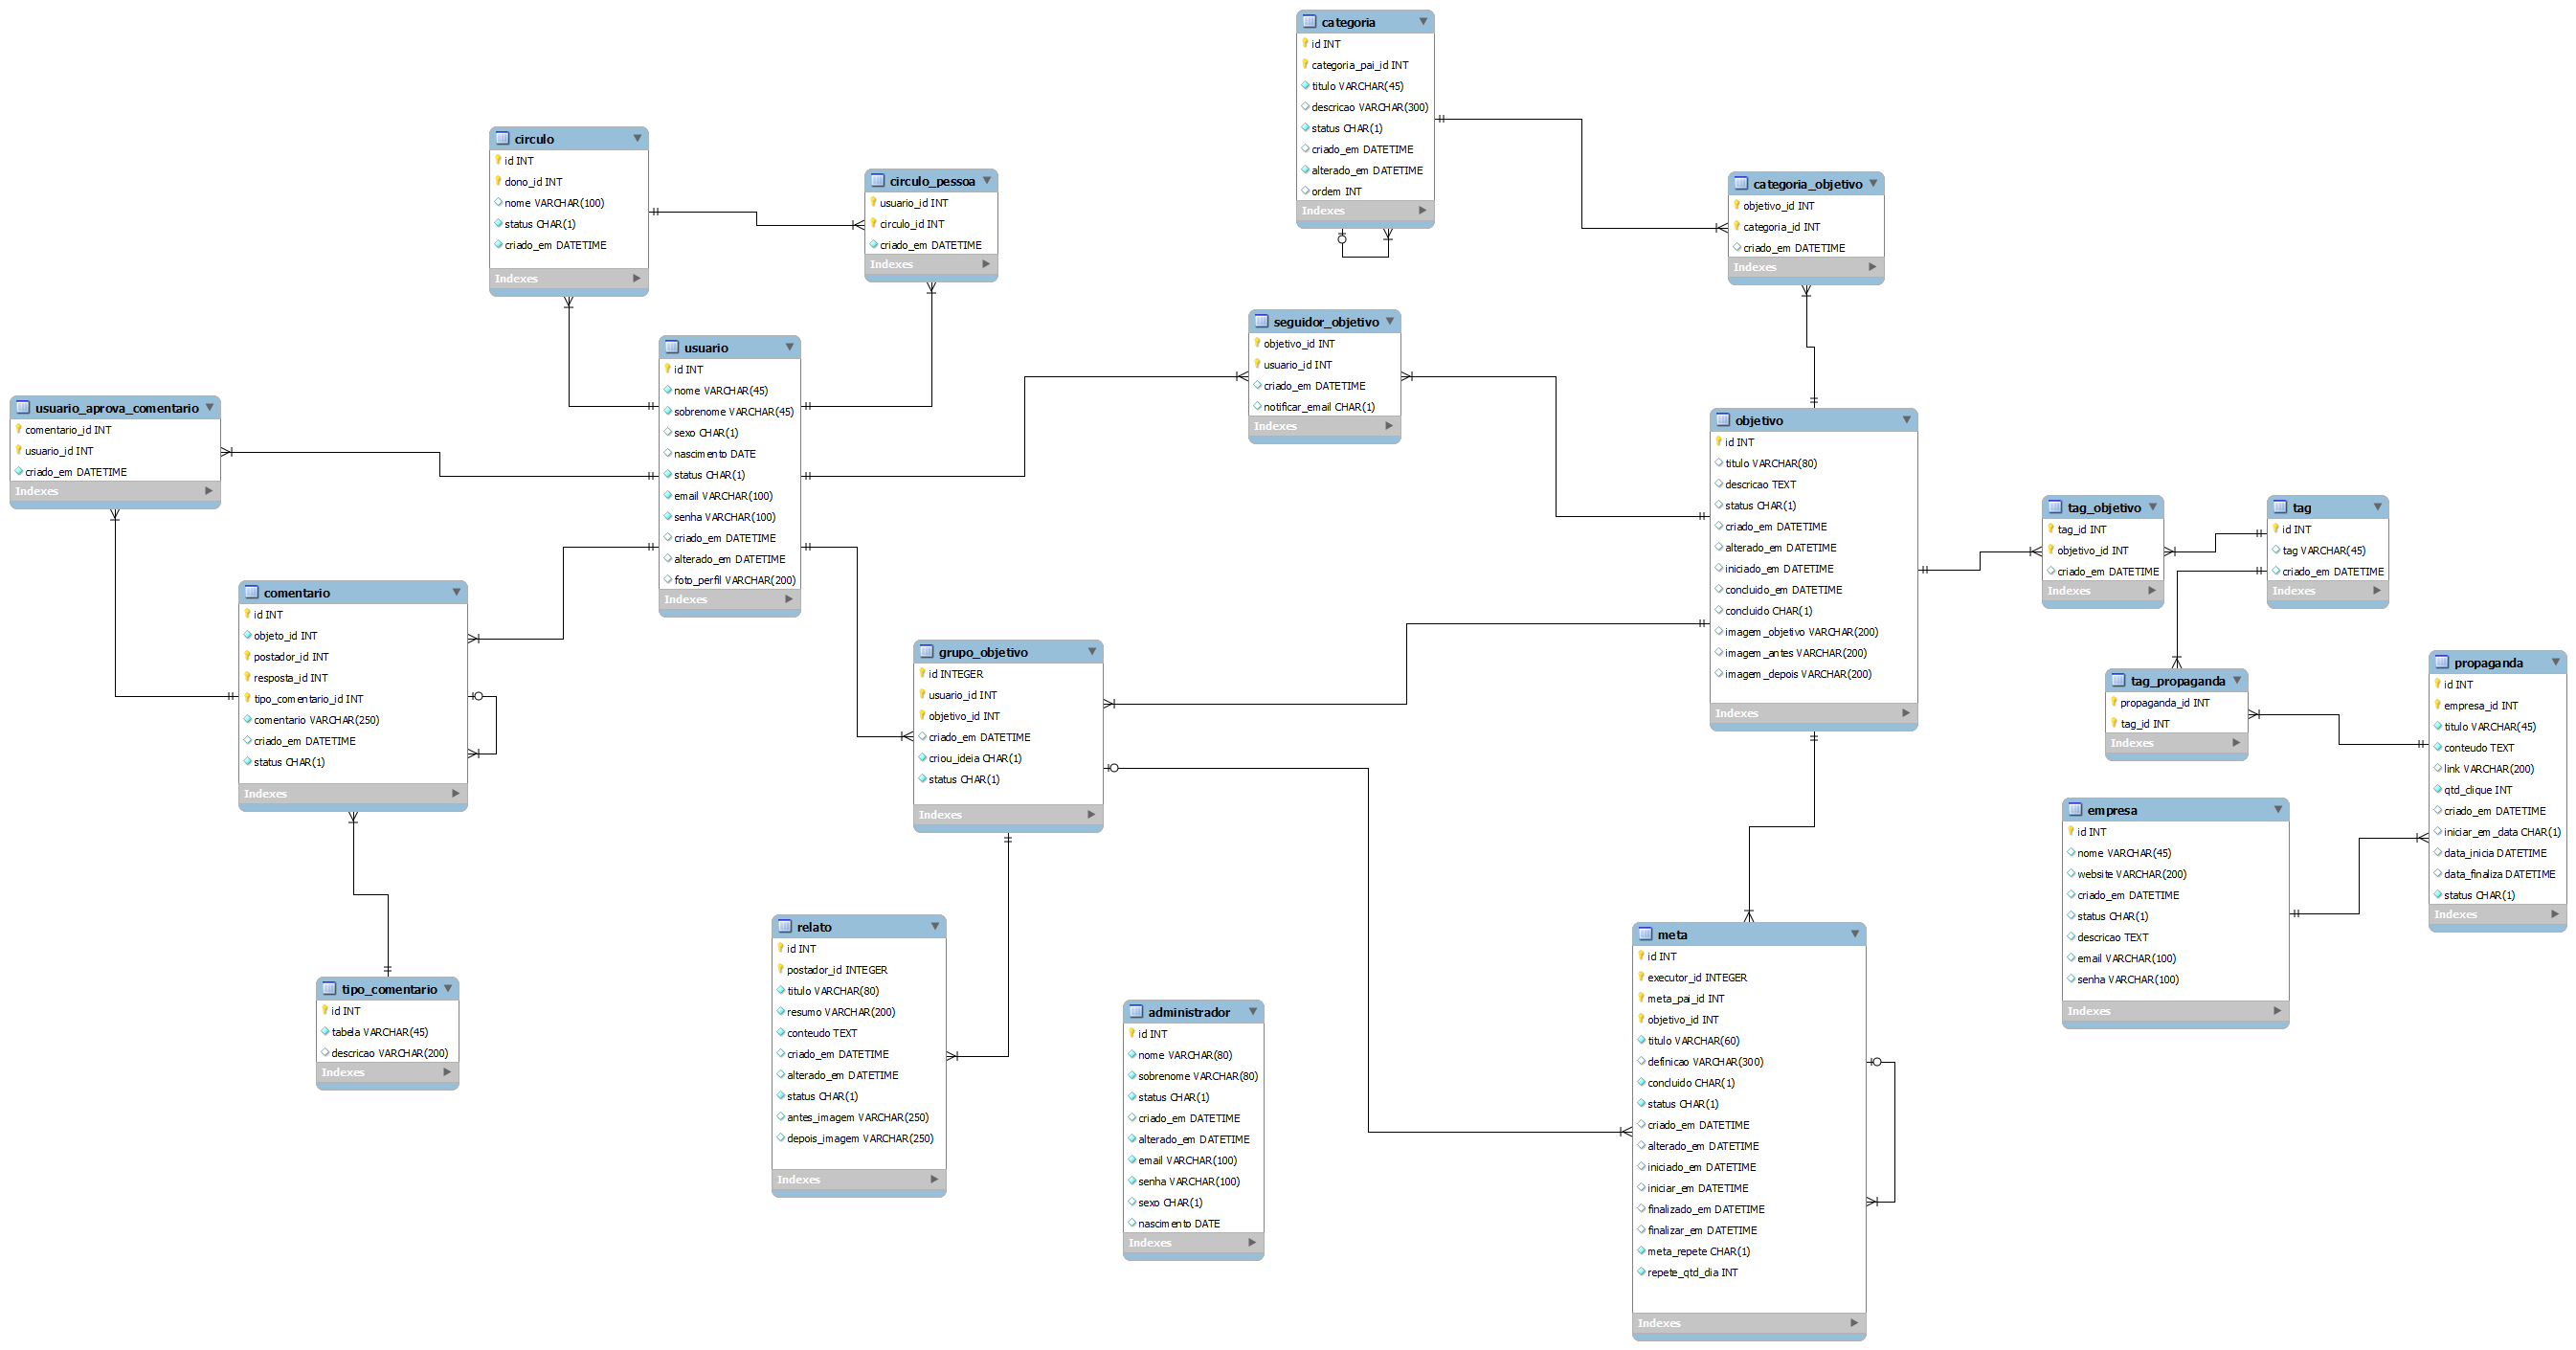 categoria
id INT
categoria_pai_id INT
titulo VARCHAR(45)
descricao VARCHAR(300)
status CHAR(1)
criado_em DATETIME
alterado_em DATETIME
ordem INT
Indexes
circulo
id INT
dono_id INT
nome VARCHAR(100)
status CHAR(1)
criado_em DATETIME
Indexes
circulo_pessoa
usuario_id INT
circulo_id INT
criado_em DATETIME
Indexes
categoria_objetivo
objetivo_id INT
categoria_id INT
criado_em DATETIME
Indexes
seguidor_objetivo
objetivo_id INT
usuario_id INT
criado_em DATETIME
notificar_email CHAR(1)
Indexes
usuario
id INT
nome VARCHAR(45)
sobrenome VARCHAR(45)
sexo CHAR(1)
nascimento DATE
status CHAR(1)
email VARCHAR(100)
senha VARCHAR(100)
criado_em DATETIME
alterado_em DATETIME
foto_perfil VARCHAR(200)
Indexes
usuario_aprova_comentario
comentario_id INT
usuario_id INT
criado_em DATETIME
Indexes
objetivo
id INT
titulo VARCHAR(80)
descricao TEXT
status CHAR(1)
criado_em DATETIME
alterado_em DATETIME
iniciado_em DATETIME
concluido_em DATETIME
concluido CHAR(1)
imagem_objetivo VARCHAR(200)
imagem_antes VARCHAR(200)
imagem_depois VARCHAR(200)
Indexes
tag_objetivo
tag_id INT
objetivo_id INT
criado_em DATETIME
Indexes
tag
id INT
tag VARCHAR(45)
criado_em DATETIME
Indexes
comentario
id INT
objeto_id INT
postador_id INT
resposta_id INT
tipo_comentario_id INT
comentario VARCHAR(250)
criado_em DATETIME
status CHAR(1)
Indexes
grupo_objetivo
id INTEGER
usuario_id INT
objetivo_id INT
criado_em DATETIME
criou_ideia CHAR(1)
status CHAR(1)
Indexes
tag_propaganda
propaganda_id INT
tag_id INT
Indexes
propaganda
id INT
empresa_id INT
titulo VARCHAR(45)
conteudo TEXT
link VARCHAR(200)
qtd_clique INT
criado_em DATETIME
iniciar_em_data CHAR(1)
data_inicia DATETIME
data_finaliza DATETIME
status CHAR(1)
Indexes
empresa
id INT
nome VARCHAR(45)
website VARCHAR(200)
criado_em DATETIME
status CHAR(1)
descricao TEXT
email VARCHAR(100)
senha VARCHAR(100)
Indexes
relato
id INT
postador_id INTEGER
titulo VARCHAR(80)
resumo VARCHAR(200)
conteudo TEXT
criado_em DATETIME
alterado_em DATETIME
status CHAR(1)
antes_imagem VARCHAR(250)
depois_imagem VARCHAR(250)
Indexes
meta
id INT
executor_id INTEGER
meta_pai_id INT
objetivo_id INT
titulo VARCHAR(60)
definicao VARCHAR(300)
concluido CHAR(1)
status CHAR(1)
criado_em DATETIME
alterado_em DATETIME
iniciado_em DATETIME
iniciar_em DATETIME
finalizado_em DATETIME
finalizar_em DATETIME
meta_repete CHAR(1)
repete_qtd_dia INT
Indexes
tipo_comentario
id INT
tabela VARCHAR(45)
descricao VARCHAR(200)
Indexes
administrador
id INT
nome VARCHAR(80)
sobrenome VARCHAR(80)
status CHAR(1)
criado_em DATETIME
alterado_em DATETIME
email VARCHAR(100)
senha VARCHAR(100)
sexo CHAR(1)
nascimento DATE
Indexes